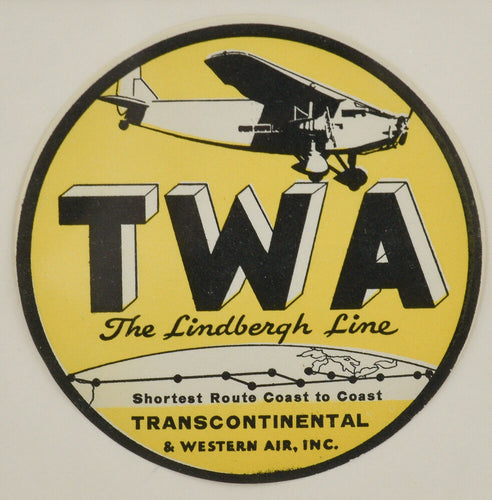 TWA
The Lindbergh Line
Shortest Route Coast to Coast
TRANSCONTINENTAL
& WESTERN AIR, INC.